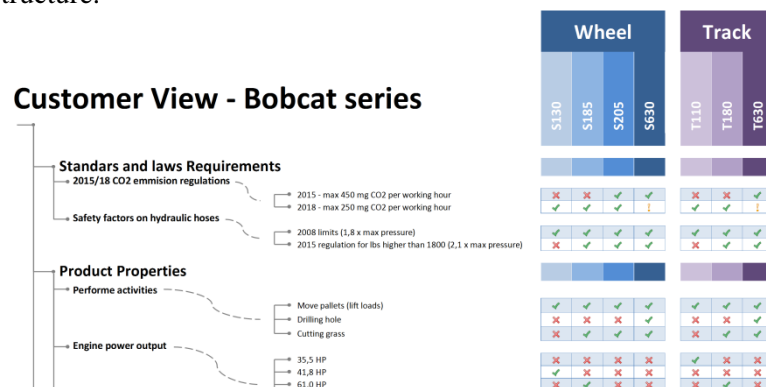 tructure.
Wheel Track
Customer View - Bobcat series
S130 S185 S205 S630 T110 T180 T630
Standars and laws Requirements
2015/18 CO2 emmision regulations
2015 - max 450 mg CO2 per working hour
2018 - max 250 mg CO2 per working hour
Safety factors on hydraulic hoses
2008 limits (1,8 x max pressure)
2015 regulation for lbs higher than 1800 (2,1 x max pressure)
Product Properties
Performe activities
Move pallets (lift loads)
Drilling hole
Cutting grass
Engine power output
35,5 HP
41,8 HP
61,0 HP